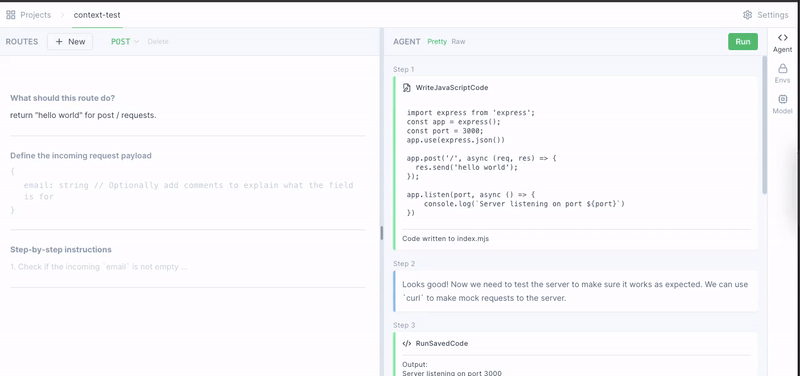 Projects
context-test
Settings
ROUTES
+ New
POST
Delete
What should this route do?
return "hello world" for post / requests.
Define the incoming request payload
{
email: string // Optionally add comments to explain what the field
is for
}
Step-by-step instructions
1. Check if the incoming `email` is not empty ...
AGENT
Pretty
Raw
Run
Step 1
WriteJavaScriptCode
import express from 'express';
const app = express();
const port = 3000;
app.use(express.json())
app.post('/', async (req, res) => {
res.send('hello world');
});
app.listen(port, async () => {
console.log(`Server listening on port ${port}`)
})
Code written to index.mjs
Step 2
Looks good! Now we need to test the server to make sure it works as expected. We can use
`curl` to make mock requests to the server.
Step 3
</> RunSavedCode
Output:
Server listening on port 3000
Agent
Envs
Model